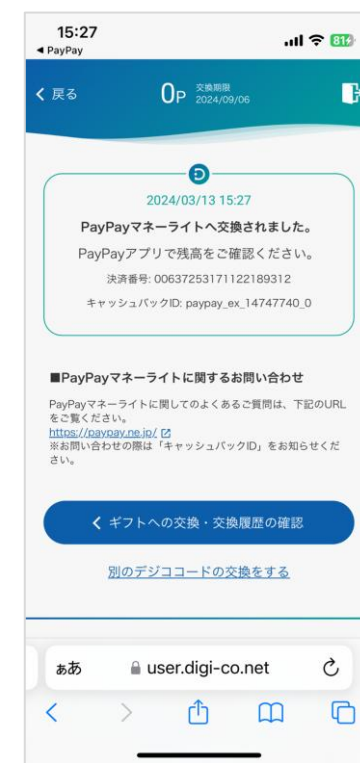 15:27
◀ PayPay
81
戻る
0P
交換期限
2024/09/06
2024/03/13 15:27
PayPayマネーライトへ交換されました。
PayPayアプリで残高をご確認ください。
決済番号: 00637253171122189312
キャッシュバックID: paypay_ex_14747740_0
■PayPayマネーライトに関するお問い合わせ
PayPayマネーライトに関してのよくあるご質問は、下記のURL
をご覧ください。
https://paypay.ne.jp/
※お問い合わせの際は「キャッシュバックID」をお知らせくだ
さい。
ギフトへの交換・交換履歴の確認
別のデジココードの交換をする
ぁあ
user.digi-co.net